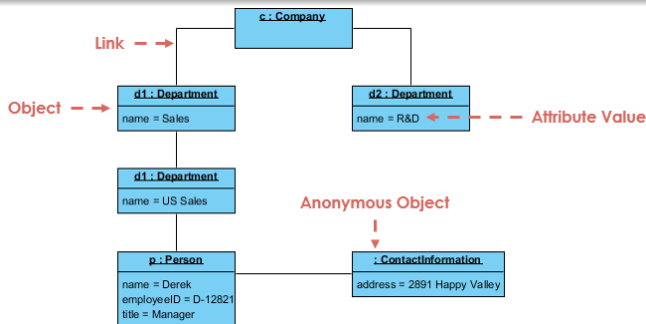 c : Company
Link
d1 : Department
d2 : Department
Object
name = Sales
name = R&D
Attribute Value
d1 : Department
name = US Sales
Anonymous Object
p : Person
: ContactInformation
name = Derek
address = 2891 Happy Valley
employeeID = D-12821
title = Manager